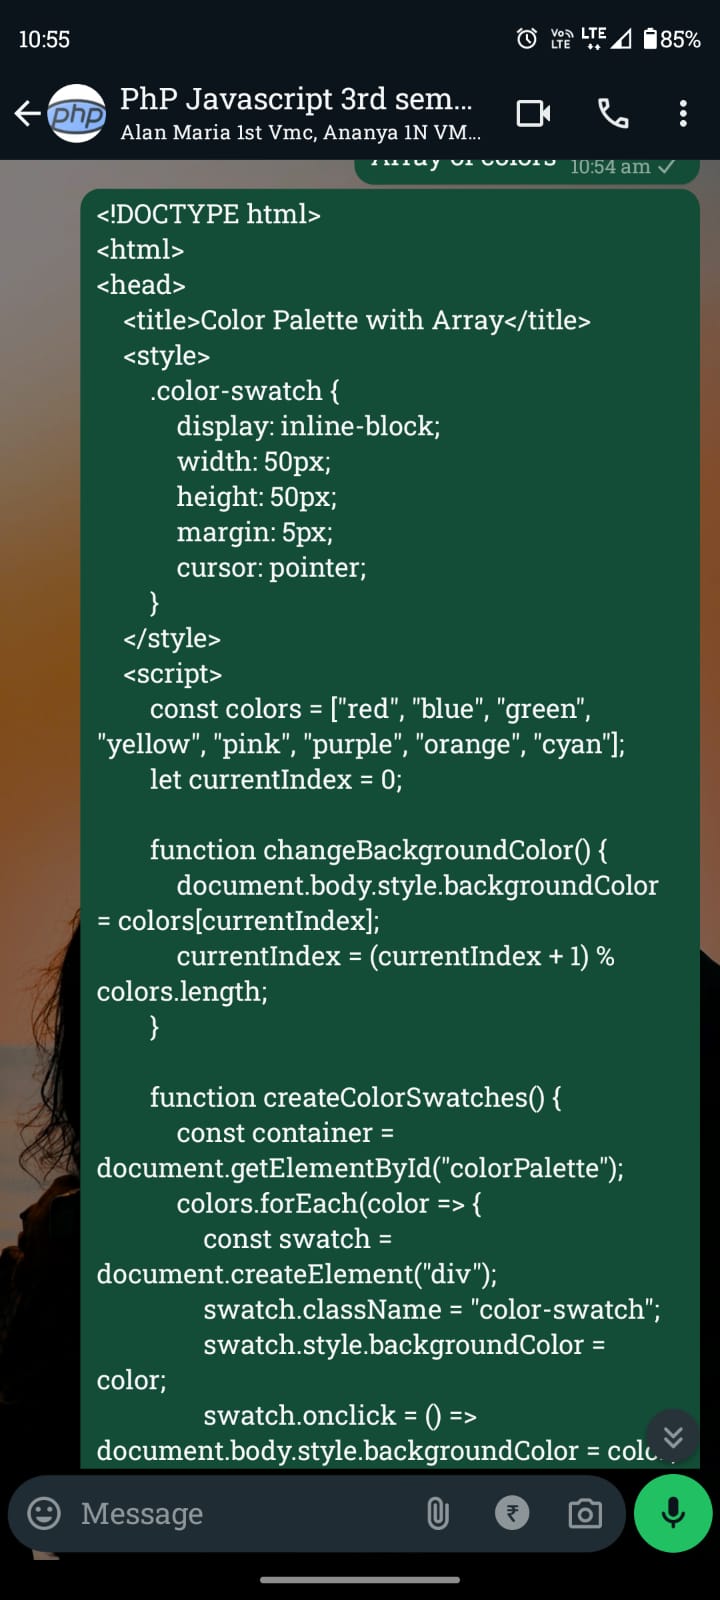 10:55
Vo)) LTE LTE 85%
php
PhP Javascript 3rd sem...
Alan Maria 1st Vmc, Ananya 1N VM...
Array of colors 10:54 am
<!DOCTYPE html>
<html>
<head>
<title>Color Palette with Array</title>
<style>
.color-swatch {
display: inline-block;
width: 50px;
height: 50px;
margin: 5px;
cursor: pointer;
}
</style>
<script>
const colors = ["red", "blue", "green",
"yellow", "pink", "purple", "orange", "cyan"];
let currentIndex = 0;
function changeBackgroundColor() {
document.body.style.backgroundColor
= colors[currentIndex];
currentIndex = (currentIndex + 1) %
colors.length;
}
function createColorSwatches() {
const container =
document.getElementById("colorPalette");
colors.forEach(color => {
const swatch =
document.createElement("div");
swatch.className = "color-swatch";
swatch.style.backgroundColor =
color;
swatch.onclick = () =>
document.body.style.backgroundColor =
Message
₹